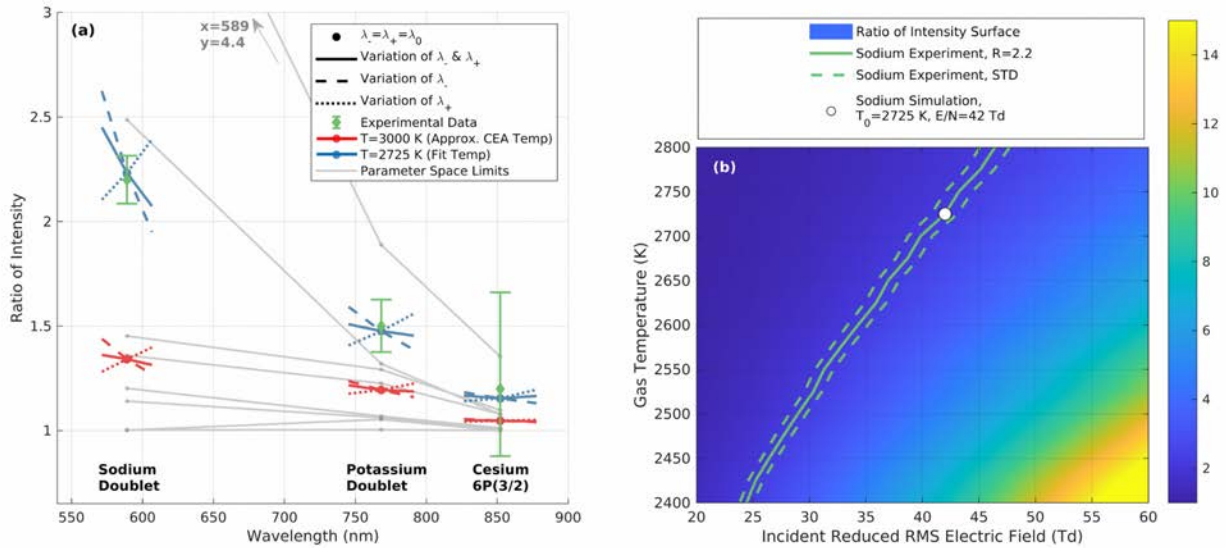 (a)
x=589
y=4.4
λ_=λ+=λ0
Variation of λ_ & λ+
Variation of λ_
Variation of λ+
Experimental Data
T=3000 K (Approx. CEA Temp)
T=2725 K (Fit Temp)
Parameter Space Limits
3
2.5
2
1.5
1
Ratio of Intensity
Sodium
Doublet
Potassium
Doublet
Cesium
6P(3/2)
550 600 650 700 750 800 850 900
Wavelength (nm)
Ratio of Intensity Surface
Sodium Experiment, R=2.2
Sodium Experiment, STD
Sodium Simulation,
T0=2725 K, E/N=42 Td
(b)
2800
2750
2700
2650
2600
2550
2500
2450
2400
Gas Temperature (K)
20 25 30 35 40 45 50 55 60
Incident Reduced RMS Electric Field (Td)
14
12
10
8
6
4
2